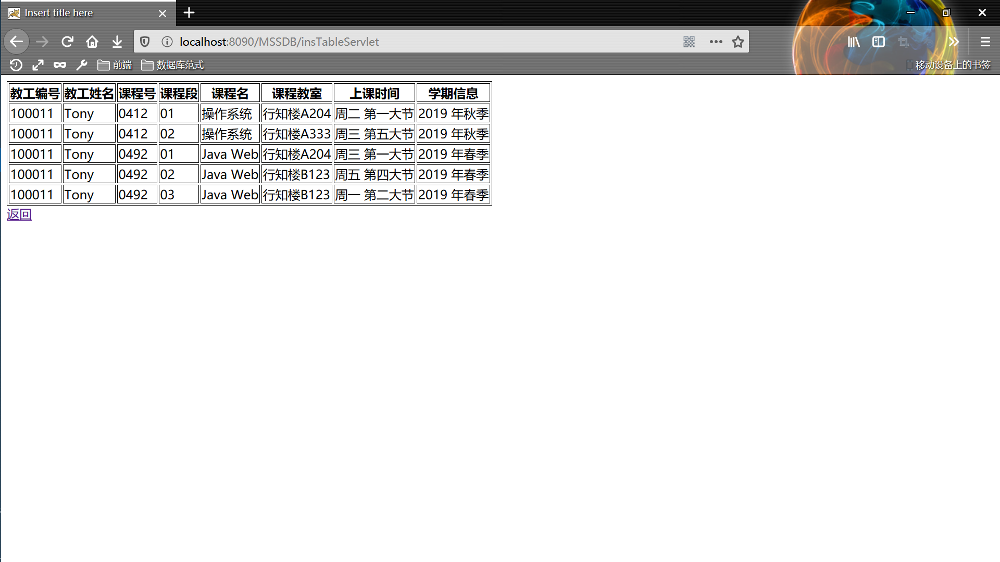 Insert title here
localhost:8090/MSSDB/insTableServlet
前端 数据库范式 移动设备上的书签
教工编号 教工姓名 课程号 课程段 课程名 课程教室 上课时间 学期信息
100011 Tony 0412 01 操作系统 行知楼A204 周二 第一大节 2019 年秋季
100011 Tony 0412 02 操作系统 行知楼A333 周三 第五大节 2019 年秋季
100011 Tony 0492 01 Java Web 行知楼A204 周三 第一大节 2019 年春季
100011 Tony 0492 02 Java Web 行知楼B123 周五 第四大节 2019 年春季
100011 Tony 0492 03 Java Web 行知楼B123 周一 第二大节 2019 年春季
返回